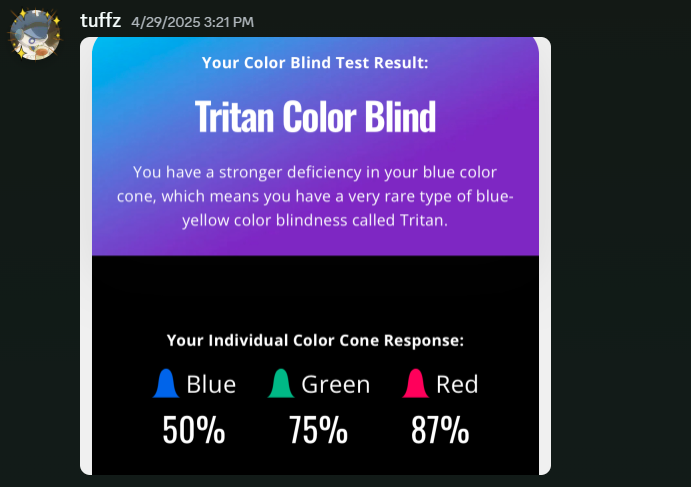 tuffz 4/29/2025 3:21 PM
Your Color Blind Test Result:
Tritan Color Blind
You have a stronger deficiency in your blue color
cone, which means you have a very rare type of blue-
yellow color blindness called Tritan.
Your Individual Color Cone Response:
Blue Green Red
50% 75% 87%